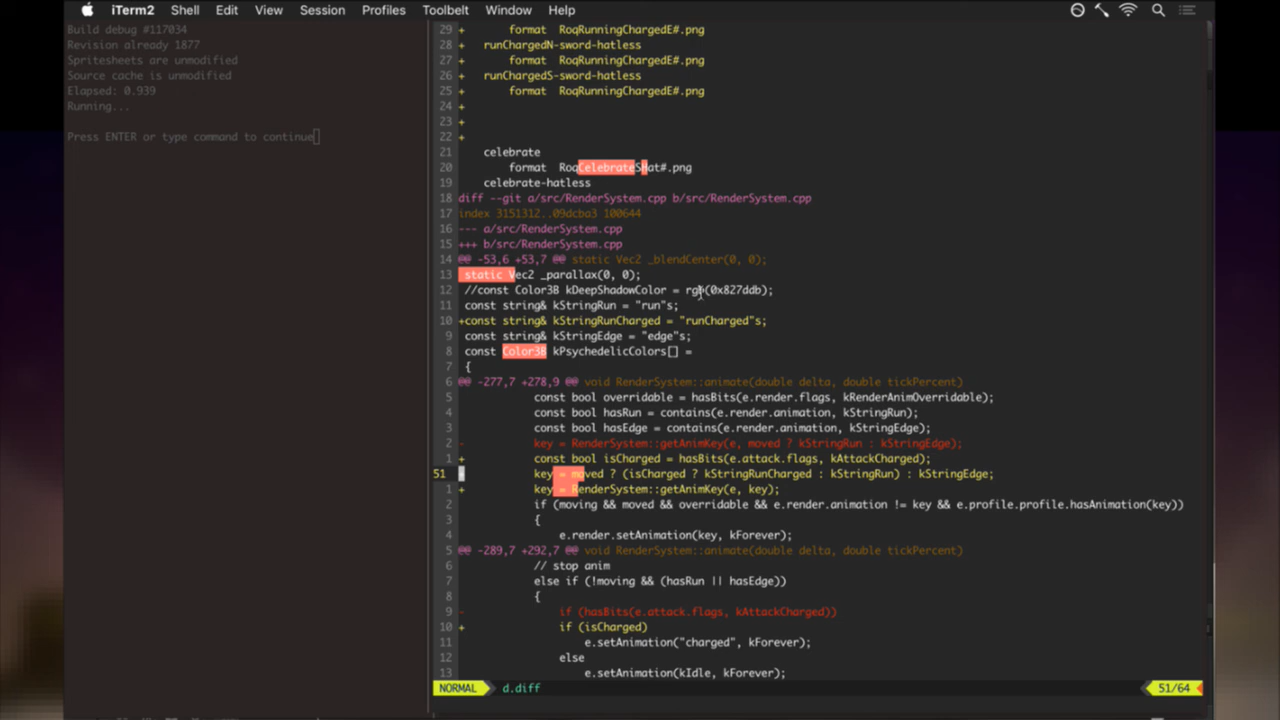 iTerm2 Shell Edit View Session Profiles Toolbelt Window Help
Build debug #117034
Revision already 1877
Spritesheets are unmodified
Source cache is unmodified
Elapsed: 0.939
Running...
Press ENTER or type command to continue
29 + format RoqRunningChargedE#.png
28 + runChargedN-sword-hatless
27 + format RoqRunningChargedE#.png
26 + runChargedS-sword-hatless
25 + format RoqRunningChargedE#.png
24 +
23 +
22 +
21 celebrate
20 format RoqCelebrateSHat#.png
19 celebrate-hatless
18 diff --git a/src/RenderSystem.cpp b/src/RenderSystem.cpp
17 index 3151312..09dcba3 100644
16 --- a/src/RenderSystem.cpp
15 +++ b/src/RenderSystem.cpp
14 @@ -53,6 +53,7 @@ static Vec2 _blendCenter(0, 0);
13 static Vec2 _parallax(0, 0);
12 //const Color3B kDeepShadowColor = rgb(0x827ddb);
11 const string& kStringRun = "run"s;
10 +const string& kStringRunCharged = "runCharged"s;
9 const string& kStringEdge = "edge"s;
8 const Color3B kPsychedelicColors[] =
7 {
6 @@ -277,7 +278,9 @@ void RenderSystem::animate(double delta, double tickPercent)
5 const bool overridable = hasBits(e.render.flags, kRenderAnimOverridable);
4 const bool hasRun = contains(e.render.animation, kStringRun);
3 const bool hasEdge = contains(e.render.animation, kStringEdge);
2 - key = RenderSystem::getAnimKey(e, moved ? kStringRun : kStringEdge);
1 + const bool isCharged = hasBits(e.attack.flags, kAttackCharged);
51 + key = moved ? (isCharged ? kStringRunCharged : kStringRun) : kStringEdge;
1 + key = RenderSystem::getAnimKey(e, key);
2 if (moving && moved && overridable && e.render.animation != key && e.profile.profile.hasAnimation(key))
3 {
4 e.render.setAnimation(key, kForever);
5 @@ -289,7 +292,7 @@ void RenderSystem::animate(double delta, double tickPercent)
6 // stop anim
7 else if (!moving && (hasRun || hasEdge))
8 {
9 - if (hasBits(e.attack.flags, kAttackCharged))
10 + if (isCharged)
11 e.setAnimation("charged", kForever);
12 else
13 e.setAnimation(kIdle, kForever);
NORMAL d.diff 51/64